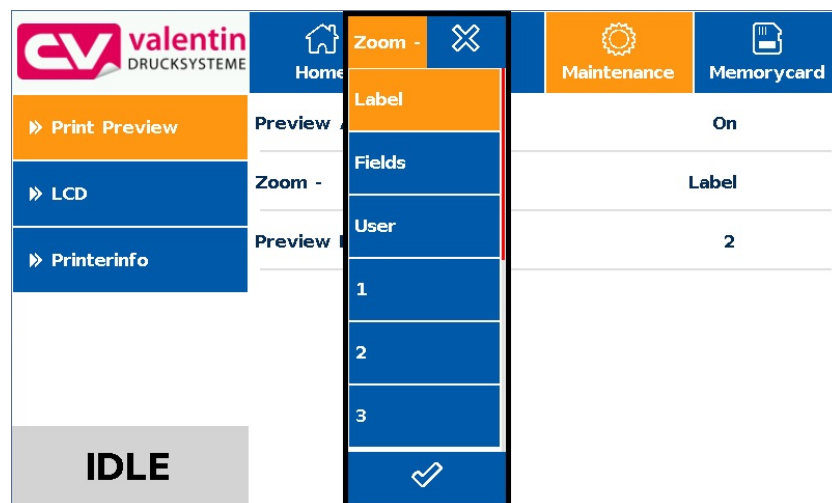 valentin
DRUCKSYSTEME
Home
Zoom -
Maintenance
Memorycard
Print Preview
LCD
Printerinfo
Preview
On
Zoom -
Label
Preview
2
Label
Fields
User
1
2
3
IDLE